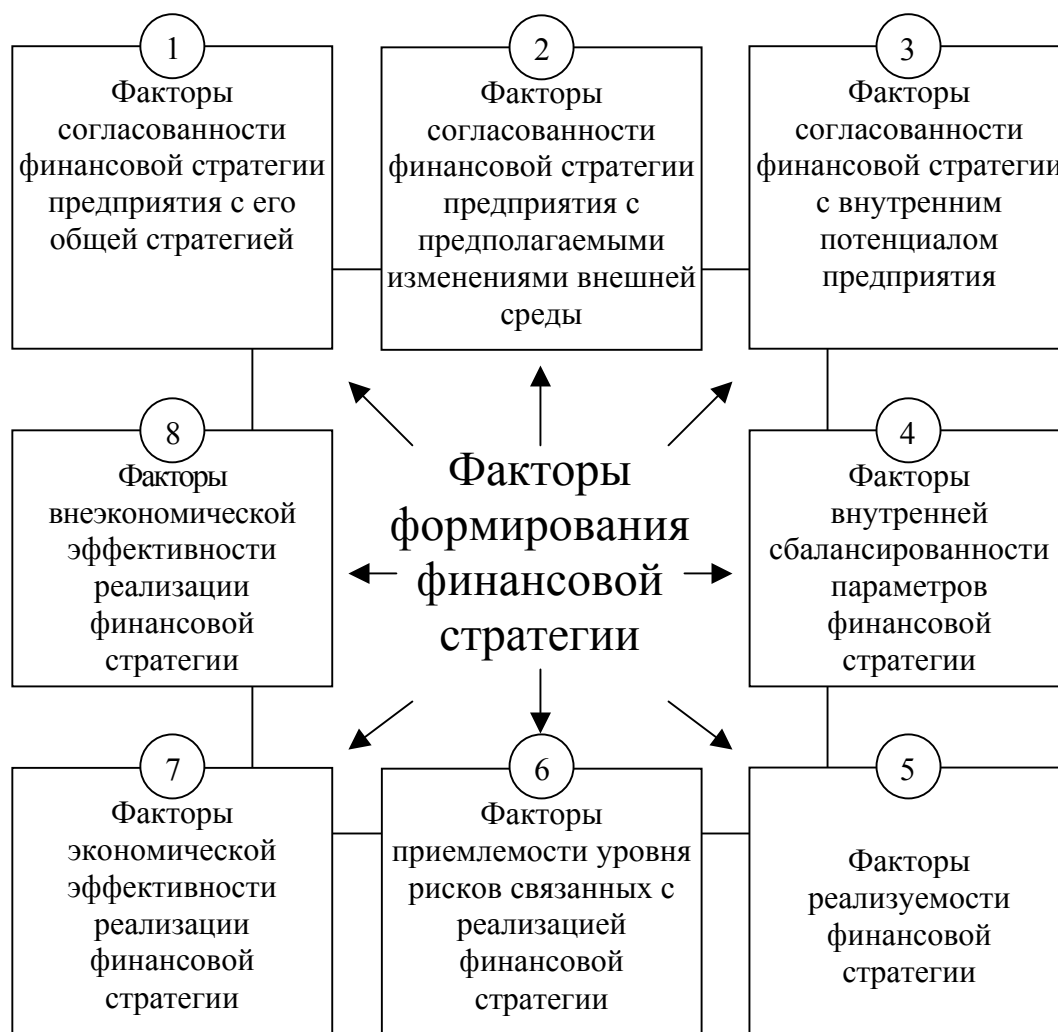 1
Факторы
согласованности
финансовой стратегии
предприятия с его
общей стратегией
2
Факторы
согласованности
финансовой стратегии
предприятия с
предполагаемыми
изменениями внешней
среды
3
Факторы
согласованности
финансовой стратегии
с внутренним
потенциалом
предприятия
8
Факторы
внеэкономической
эффективности
реализации
финансовой
стратегии
Факторы
формирования
финансовой
стратегии
4
Факторы
внутренней
сбалансированности
параметров
финансовой
стратегии
7
Факторы
экономической
эффективности
реализации
финансовой
стратегии
6
Факторы
приемлемости уровня
рисков связанных с
реализацией
финансовой
стратегии
5
Факторы
реализуемости
финансовой
стратегии